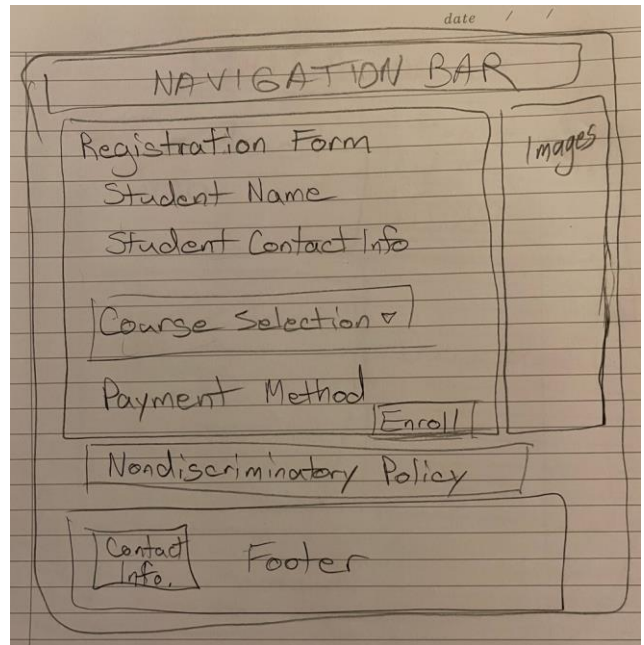 date / /
NAVIGATION BAR
Registration Form
Images
Student Name
Student Contact Info
Course Selection ▿
Payment Method
Enroll
Nondiscriminatory Policy
Contact
Info.
Footer